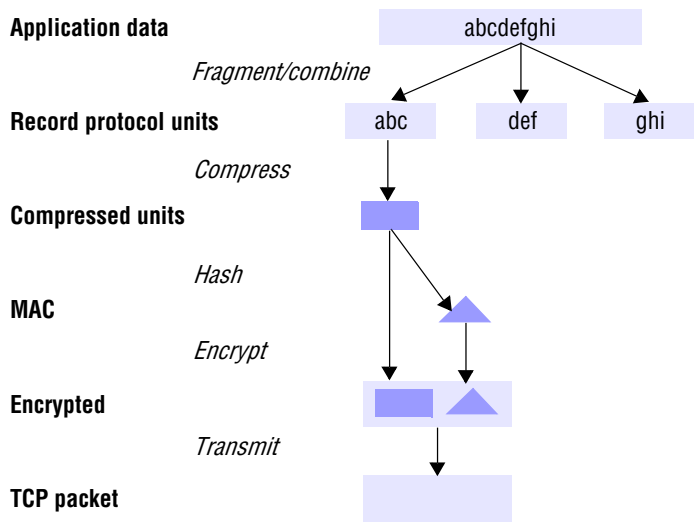 Application data
abcdefghi
Fragment/combine
Record protocol units
abc
def
ghi
Compress
Compressed units
Hash
MAC
Encrypt
Encrypted
Transmit
TCP packet